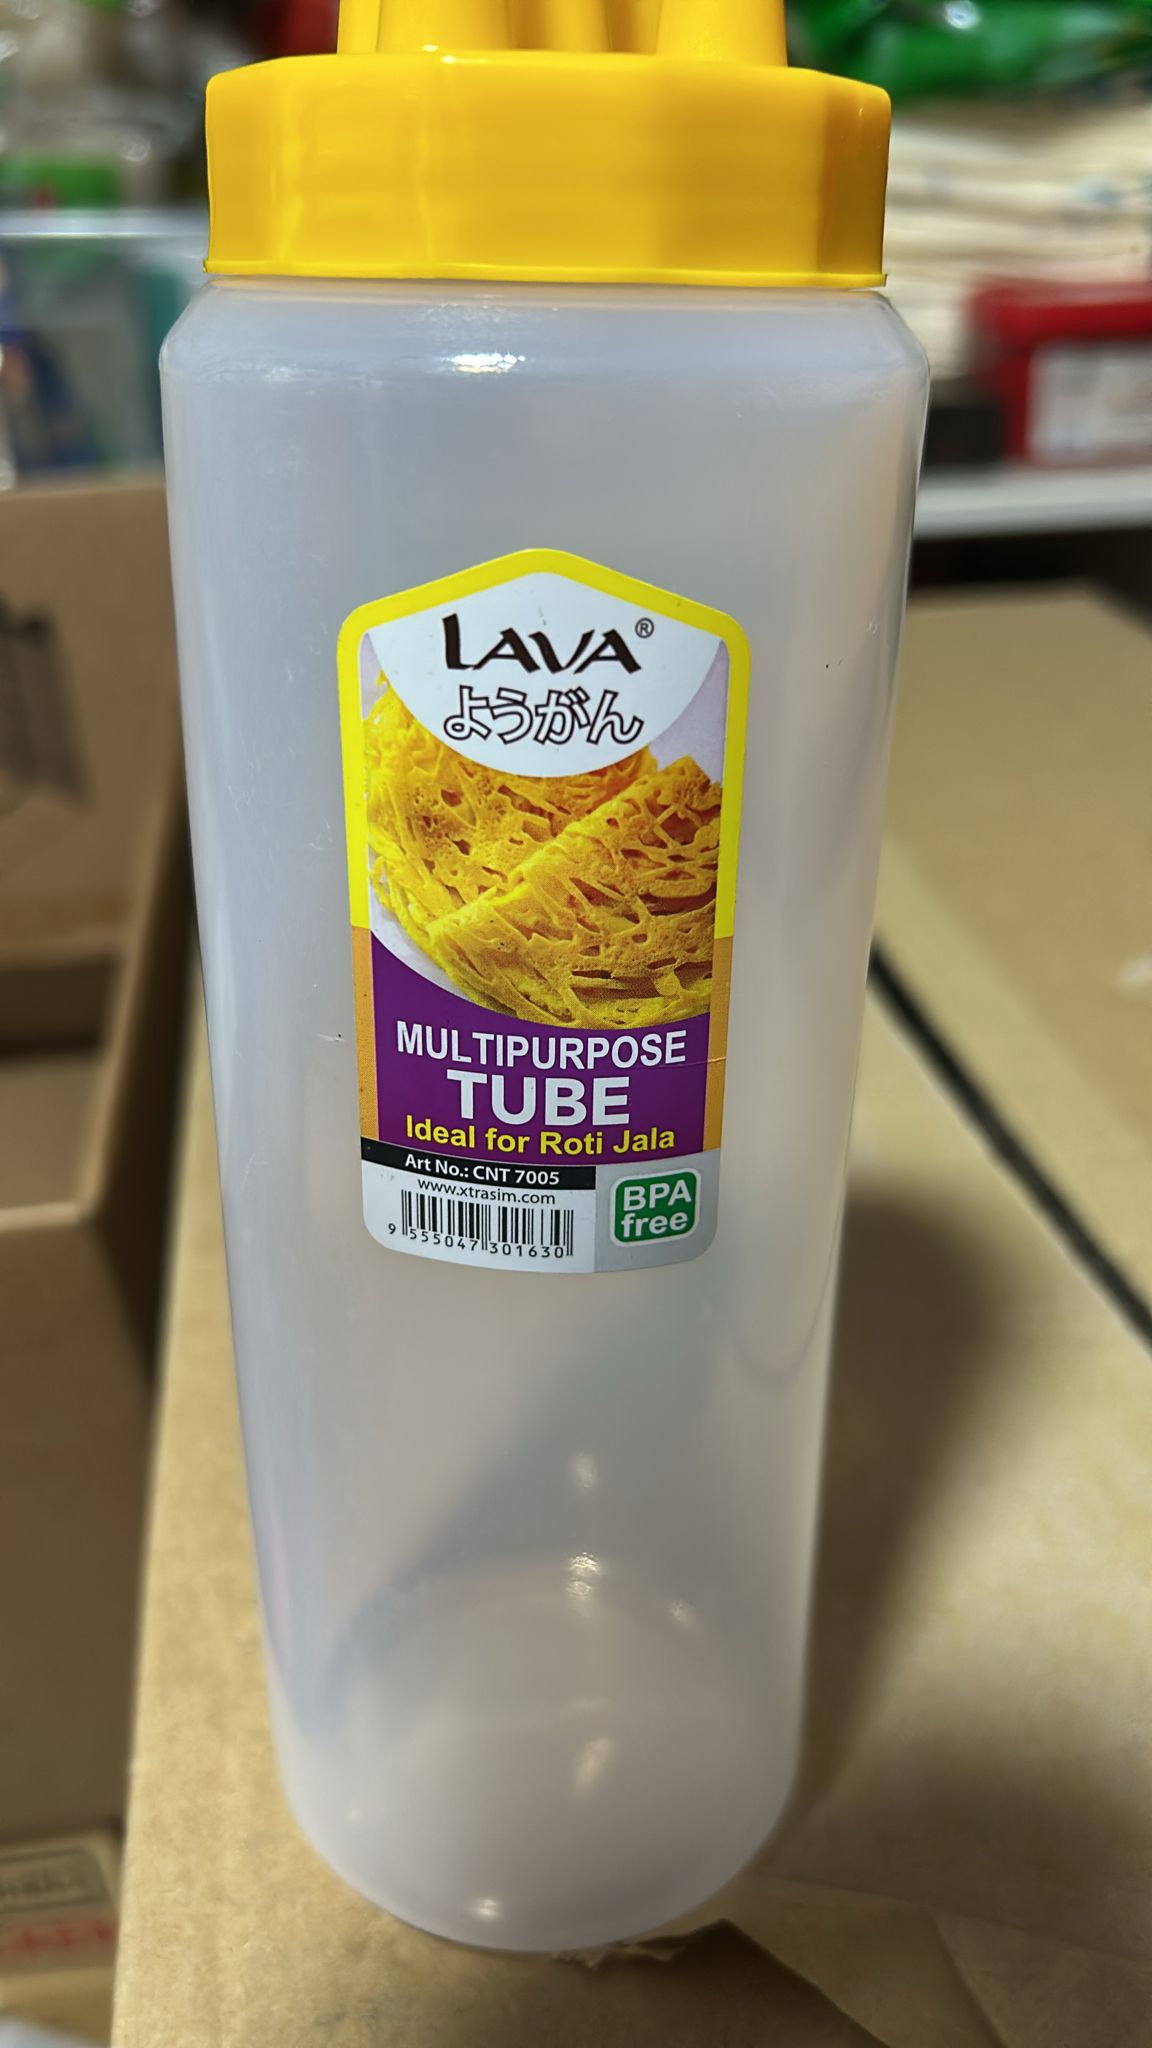 LAVA®
ようがん
MULTIPURPOSE
TUBE
Ideal for Roti Jala
Art No.: CNT 7005
www.xtrasim.com
9 555047 301630
BPA
free